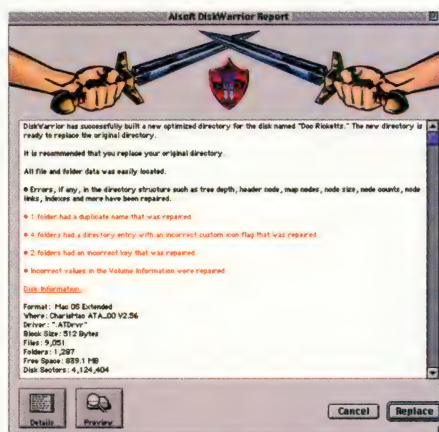 Alsoft DiskWarrior Report
DiskWarrior has successfully built a new optimized directory for the disk named "Doc Ricketts." The new directory is
ready to replace the original directory.
It is recommended that you replace your original directory.
All file and folder data was easily located.
• Errors, if any, in the directory structure such as tree depth, header node, map nodes, node size, node counts, node
links, indexes and more have been repaired.
• 1 folder had a duplicate name that was repaired
• 4 folders had a directory entry with an incorrect custom icon flag that was repaired
• 2 folders had an incorrect key that was repaired
• Incorrect values in the Volume Information were repaired
Disk Information:
Format: Mac OS Extended
Where: CharisMac ATA_00 V2.56
Driver: ".ATDrvr"
Block Size: 512 Bytes
Files: 9,051
Folders: 1,287
Free Space: 839.1 MB
Disk Sectors: 4,124,404
Details
Preview
Cancel
Replace